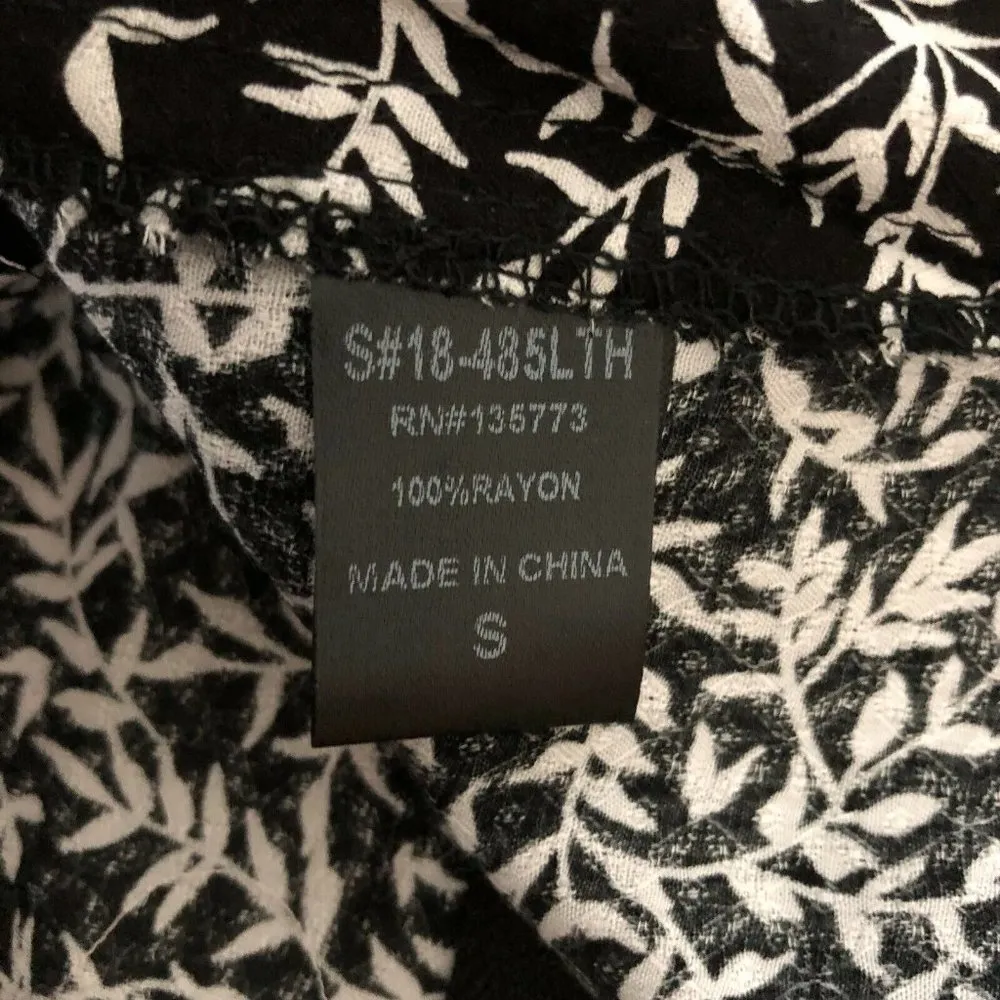 S#18-485LTH
RN#135773
100%RAYON
MADE IN CHINA
S